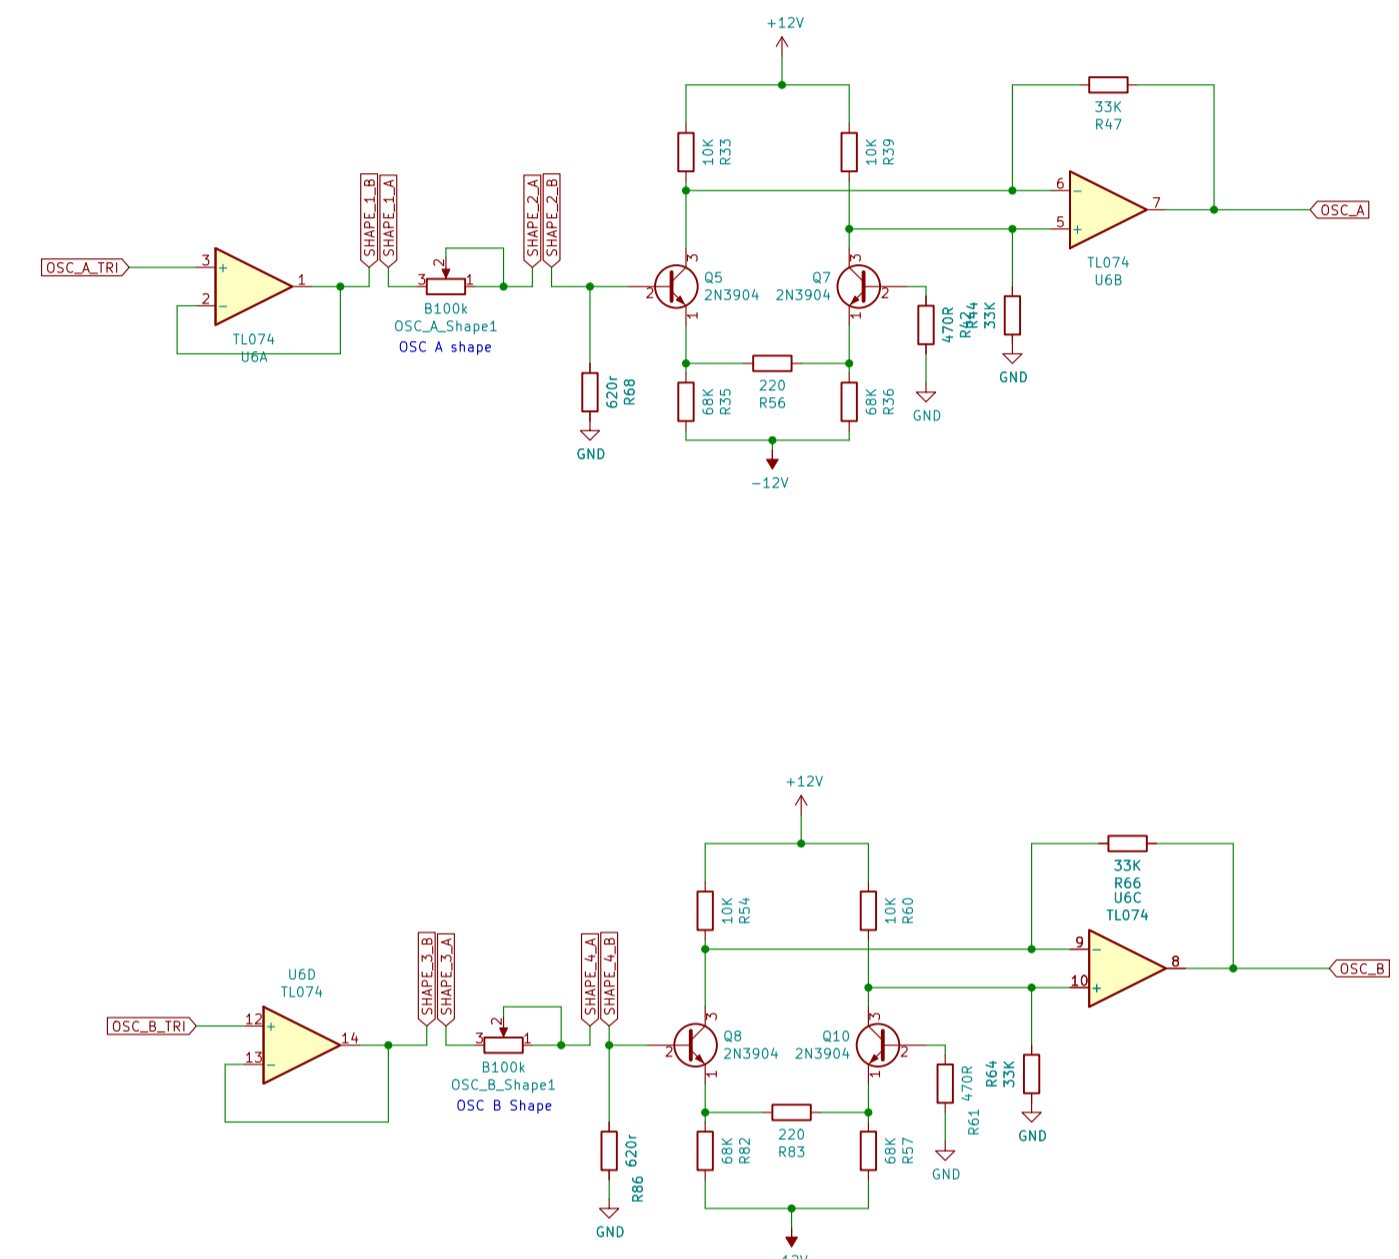 +12V
33K
R47
10K
R33
10K
R39
SHAPE_1_B
SHAPE_1_A
SHAPE_2_A
SHAPE_2_B
6
−
7
OSC_A
5
+
TL074
U6B
OSC_A_TRI
3
+
1
2
−
TL074
U6A
2
3
1
B100k
OSC_A_Shape1
OSC A shape
3
Q5
2N3904
2
1
3
Q7
2N3904
2
1
470R
R42
R44
33K
GND
GND
620r
R68
GND
220
R56
68K
R35
68K
R36
−12V
+12V
33K
R66
U6C
TL074
10K
R54
10K
R60
SHAPE_3_B
SHAPE_3_A
SHAPE_4_A
SHAPE_4_B
9
−
8
OSC_B
10
+
U6D
TL074
OSC_B_TRI
12
+
14
13
−
2
3
1
B100k
OSC_B_Shape1
OSC B Shape
3
Q8
2N3904
2
1
3
Q10
2N3904
2
1
470R
R61
R64
33K
GND
GND
620r
R86
GND
220
R83
68K
R82
68K
R57